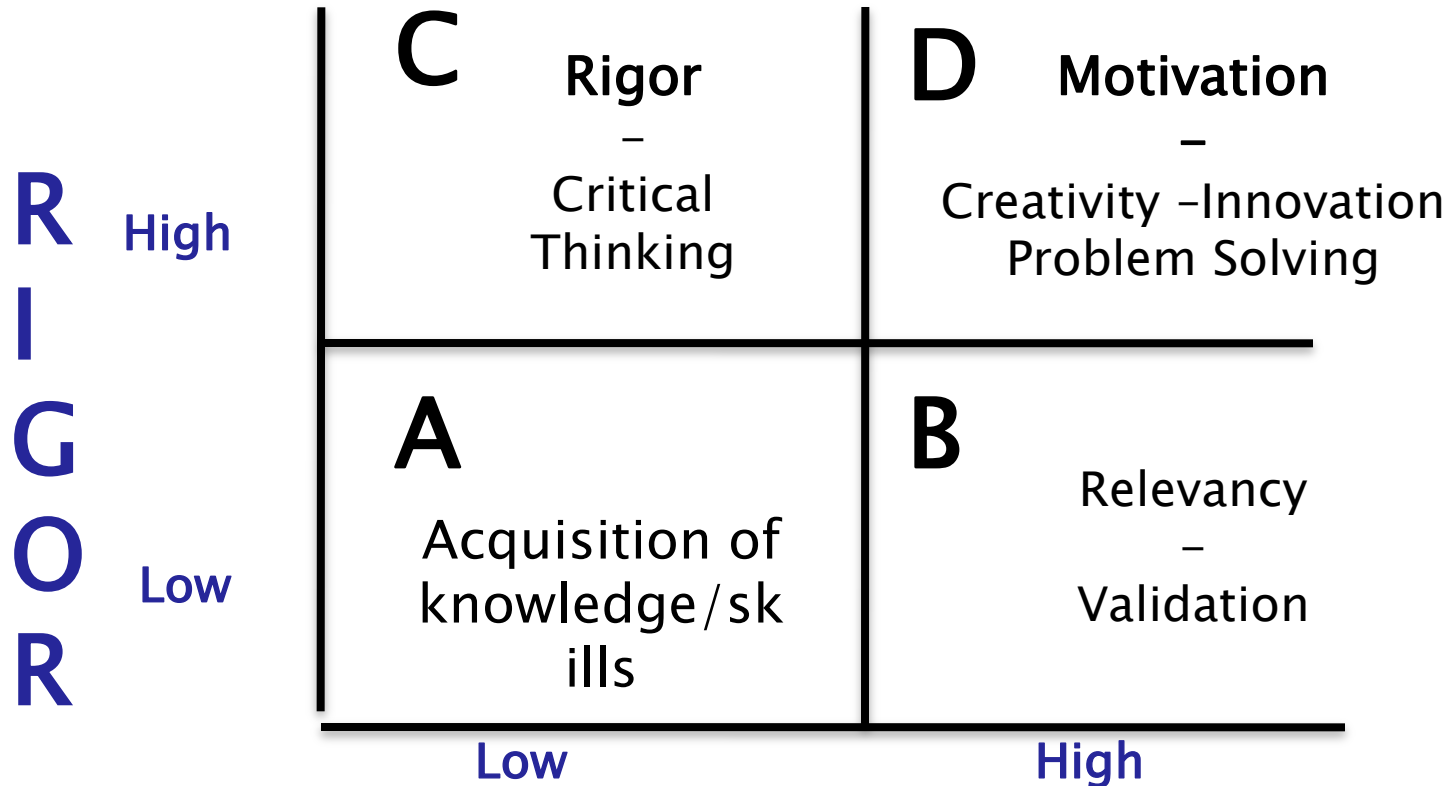 RIGOR
High
Low
C
Rigor
–
Critical
Thinking
D
Motivation
–
Creativity –Innovation
Problem Solving
A
Acquisition of
knowledge/sk
ills
B
Relevancy
–
Validation
Low
High